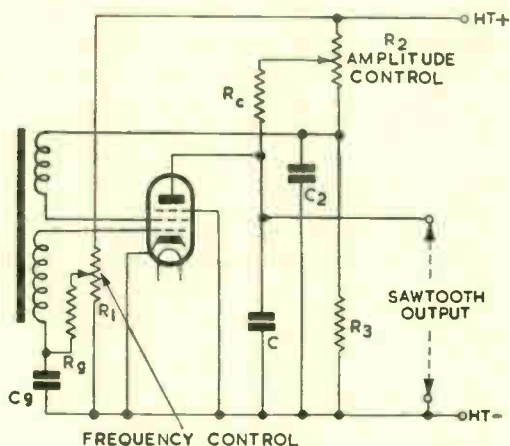 HT+
R2
AMPLITUDE
CONTROL
Rc
C2
R1
Rg
Cg
C
R3
SAWTOOTH
OUTPUT
HT-
FREQUENCY CONTROL